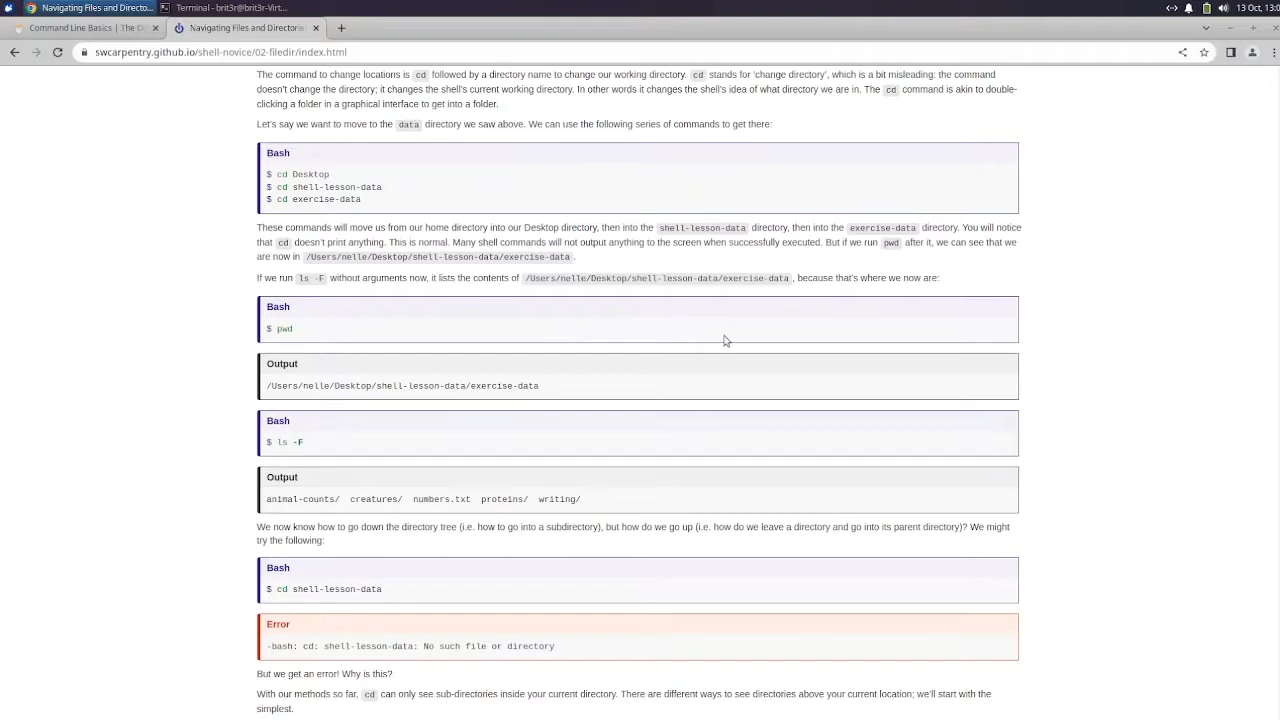 Navigating Files and Directo...
Terminal - brit3r@brit3r-Virt...
13 Oct, 13:0
Command Line Basics | The O
Navigating Files and Directorie
swcarpentry.github.io/shell-novice/02-filedir/index.html
The command to change locations is cd followed by a directory name to change our working directory. cd stands for ‘change directory’, which is a bit misleading: the command
doesn’t change the directory; it changes the shell’s current working directory. In other words it changes the shell’s idea of what directory we are in. The cd command is akin to double-
clicking a folder in a graphical interface to get into a folder.
Let’s say we want to move to the data directory we saw above. We can use the following series of commands to get there:
Bash
$ cd Desktop
$ cd shell-lesson-data
$ cd exercise-data
These commands will move us from our home directory into our Desktop directory, then into the shell-lesson-data directory, then into the exercise-data directory. You will notice
that cd doesn’t print anything. This is normal. Many shell commands will not output anything to the screen when successfully executed. But if we run pwd after it, we can see that we
are now in /Users/nelle/Desktop/shell-lesson-data/exercise-data .
If we run ls -F without arguments now, it lists the contents of /Users/nelle/Desktop/shell-lesson-data/exercise-data , because that’s where we now are:
Bash
$ pwd
Output
/Users/nelle/Desktop/shell-lesson-data/exercise-data
Bash
$ ls -F
Output
animal-counts/  creatures/  numbers.txt  proteins/  writing/
We now know how to go down the directory tree (i.e. how to go into a subdirectory), but how do we go up (i.e. how do we leave a directory and go into its parent directory)? We might
try the following:
Bash
$ cd shell-lesson-data
Error
-bash: cd: shell-lesson-data: No such file or directory
But we get an error! Why is this?
With our methods so far, cd can only see sub-directories inside your current directory. There are different ways to see directories above your current location; we’ll start with the
simplest.